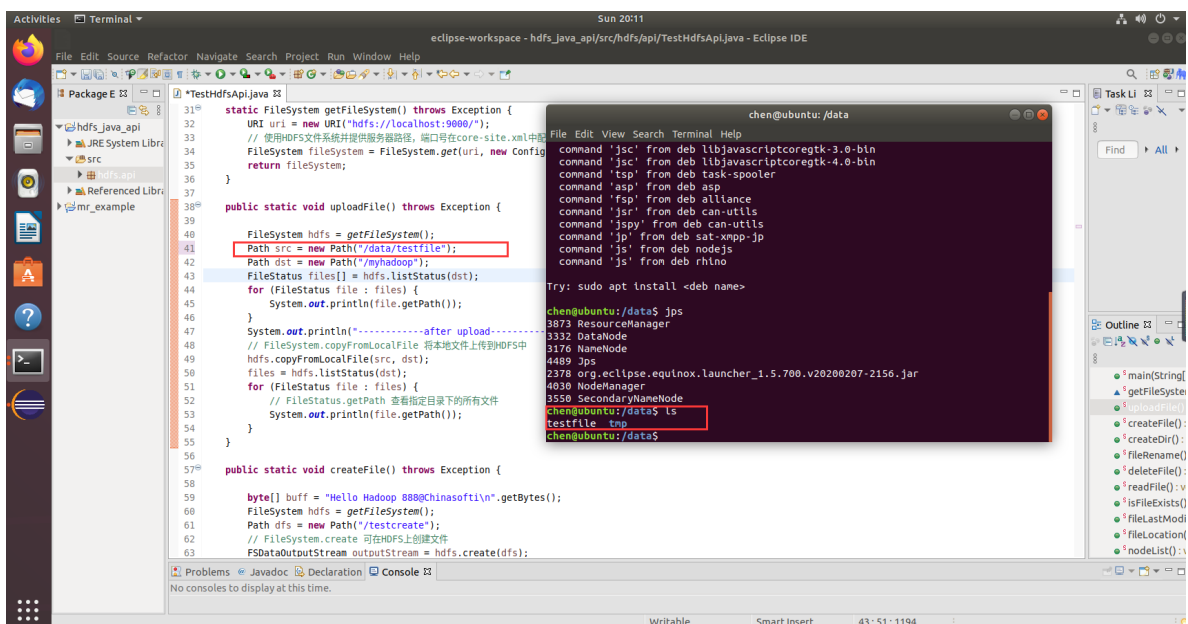 Activities Terminal Sun 20:11
eclipse-workspace - hdfs_java_api/src/hdfs/api/TestHdfsApi.java - Eclipse IDE
File Edit Source Refactor Navigate Search Project Run Window Help
Package E
hdfs_java_api
JRE System Libra
src
hdfs.api
Referenced Libra
mr_example
*TestHdfsApi.java
31 static FileSystem getFileSystem() throws Exception {
32 URI uri = new URI("hdfs://localhost:9000/");
33 // 使用HDFS文件系统并提供服务器路径，端口号在core-site.xml中配
34 FileSystem fileSystem = FileSystem.get(uri, new Config
35 return fileSystem;
36 }
37
38 public static void uploadFile() throws Exception {
39
40 FileSystem hdfs = getFileSystem();
41 Path src = new Path("/data/testfile");
42 Path dst = new Path("/myhadoop");
43 FileStatus files[] = hdfs.listStatus(dst);
44 for (FileStatus file : files) {
45 System.out.println(file.getPath());
46 }
47 System.out.println("------------after upload----------
48 // FileSystem.copyFromLocalFile 将本地文件上传到HDFS中
49 hdfs.copyFromLocalFile(src, dst);
50 files = hdfs.listStatus(dst);
51 for (FileStatus file : files) {
52 // FileStatus.getPath 查看指定目录下的所有文件
53 System.out.println(file.getPath());
54 }
55 }
56
57 public static void createFile() throws Exception {
58
59 byte[] buff = "Hello Hadoop 888@Chinasofti\n".getBytes();
60 FileSystem hdfs = getFileSystem();
61 Path dfs = new Path("/testcreate");
62 // FileSystem.create 可在HDFS上创建文件
63 FSDataOutputStream outputStream = hdfs.create(dfs);
chen@ubuntu: /data
File Edit View Search Terminal Help
command 'jsc' from deb libjavascriptcoregtk-3.0-bin
command 'jsc' from deb libjavascriptcoregtk-4.0-bin
command 'tsp' from deb task-spooler
command 'asp' from deb asp
command 'fsp' from deb alliance
command 'jsr' from deb can-utils
command 'jspy' from deb can-utils
command 'jp' from deb sat-xmpp-jp
command 'js' from deb nodejs
command 'js' from deb rhino
Try: sudo apt install <deb name>
chen@ubuntu:/data$ jps
3873 ResourceManager
3332 DataNode
3176 NameNode
4489 Jps
2378 org.eclipse.equinox.launcher_1.5.700.v20200207-2156.jar
4030 NodeManager
3550 SecondaryNameNode
chen@ubuntu:/data$ ls
testfile tmp
chen@ubuntu:/data$
Task Li
Find All
Outline
main(String[
getFileSyste
uploadFile()
createFile() :
createDir() :
fileRename()
deleteFile() :
readFile() : v
isFileExists()
fileLastModi
fileLocation(
nodeList() : v
Problems Javadoc Declaration Console
No consoles to display at this time.
Writable Smart Insert 43 : 51 : 1194